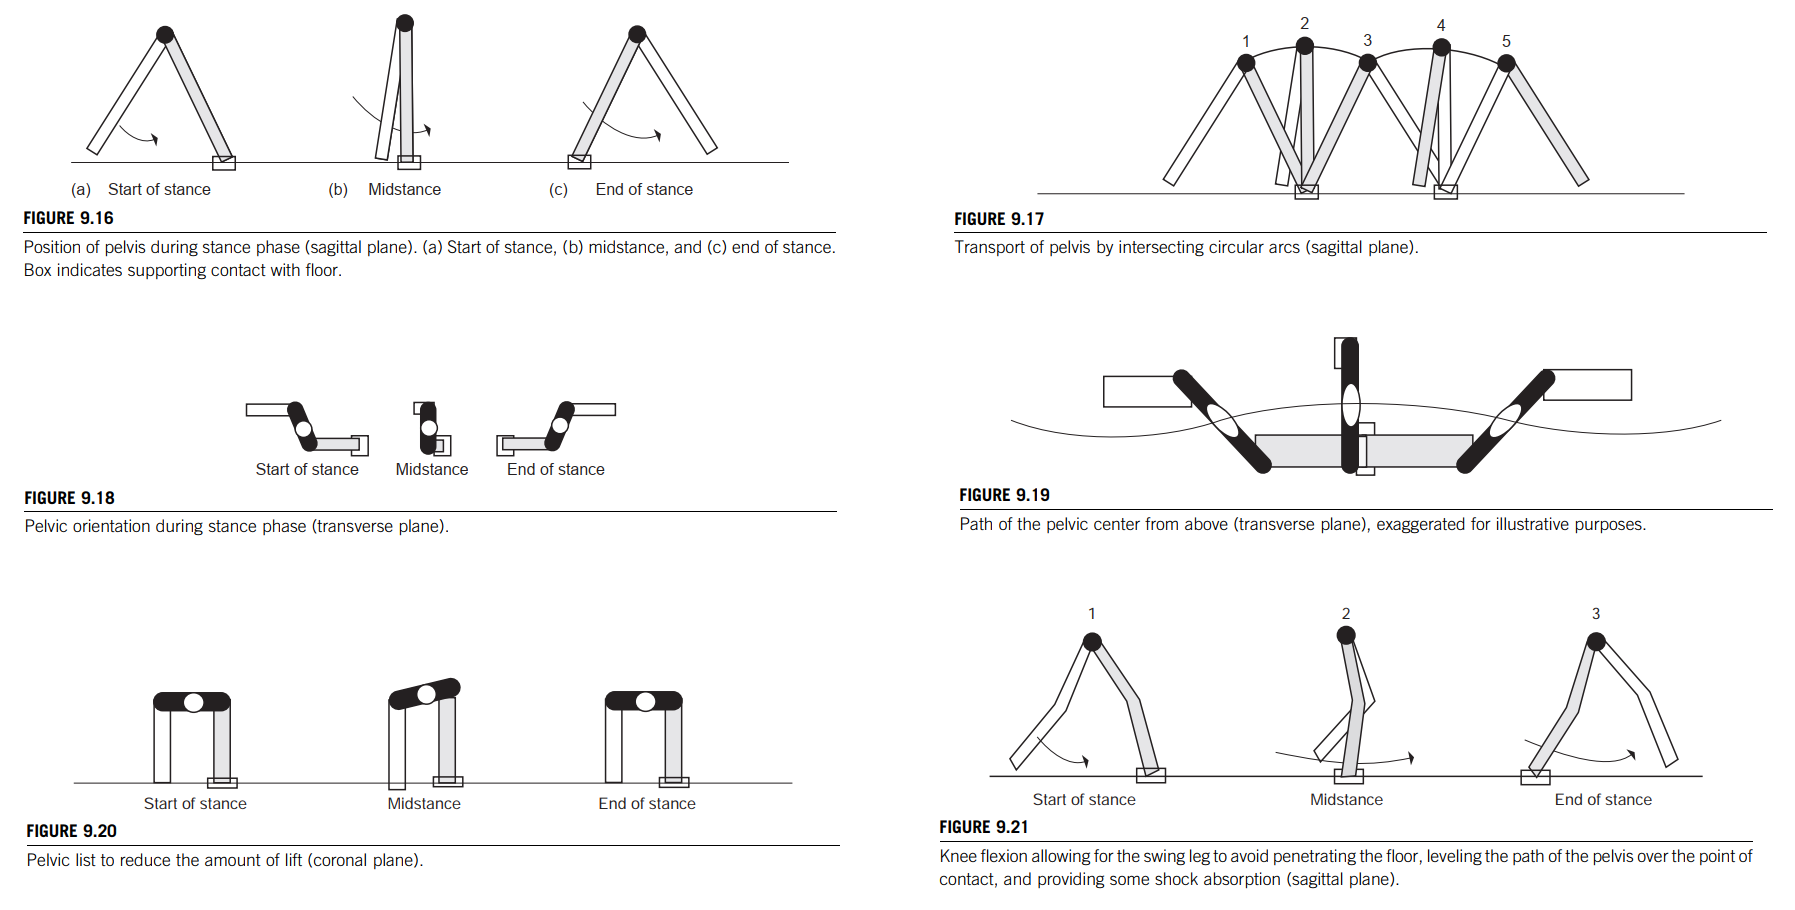 (a) Start of stance
(b) Midstance
(c) End of stance
FIGURE 9.16
Position of pelvis during stance phase (sagittal plane). (a) Start of stance, (b) midstance, and (c) end of stance.
Box indicates supporting contact with floor.
1
2
3
4
5
FIGURE 9.17
Transport of pelvis by intersecting circular arcs (sagittal plane).
Start of stance
Midstance
End of stance
FIGURE 9.18
Pelvic orientation during stance phase (transverse plane).
FIGURE 9.19
Path of the pelvic center from above (transverse plane), exaggerated for illustrative purposes.
Start of stance
Midstance
End of stance
FIGURE 9.20
Pelvic list to reduce the amount of lift (coronal plane).
1
2
3
Start of stance
Midstance
End of stance
FIGURE 9.21
Knee flexion allowing for the swing leg to avoid penetrating the floor, leveling the path of the pelvis over the point of
contact, and providing some shock absorption (sagittal plane).